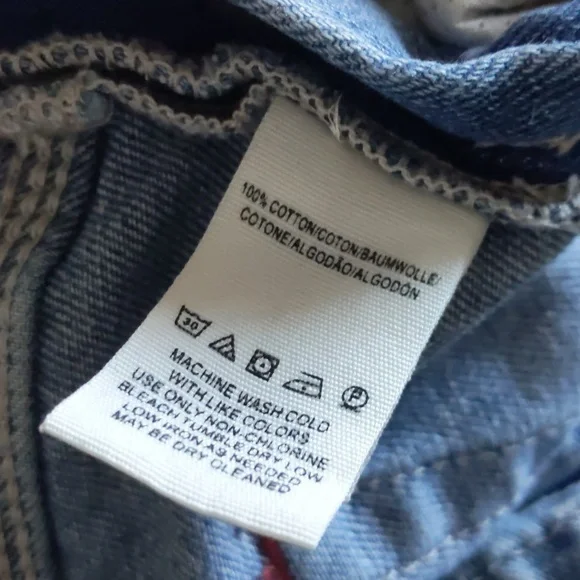 100% COTTON/COTON/BAUMWOLLE/
COTONE/ALGODÃO/ALGODÓN
30 P
MACHINE WASH COLD
WITH LIKE COLORS
USE ONLY NON-CHLORINE
BLEACH TUMBLE DRY LOW
LOW IRON AS NEEDED
MAY BE DRY CLEANED